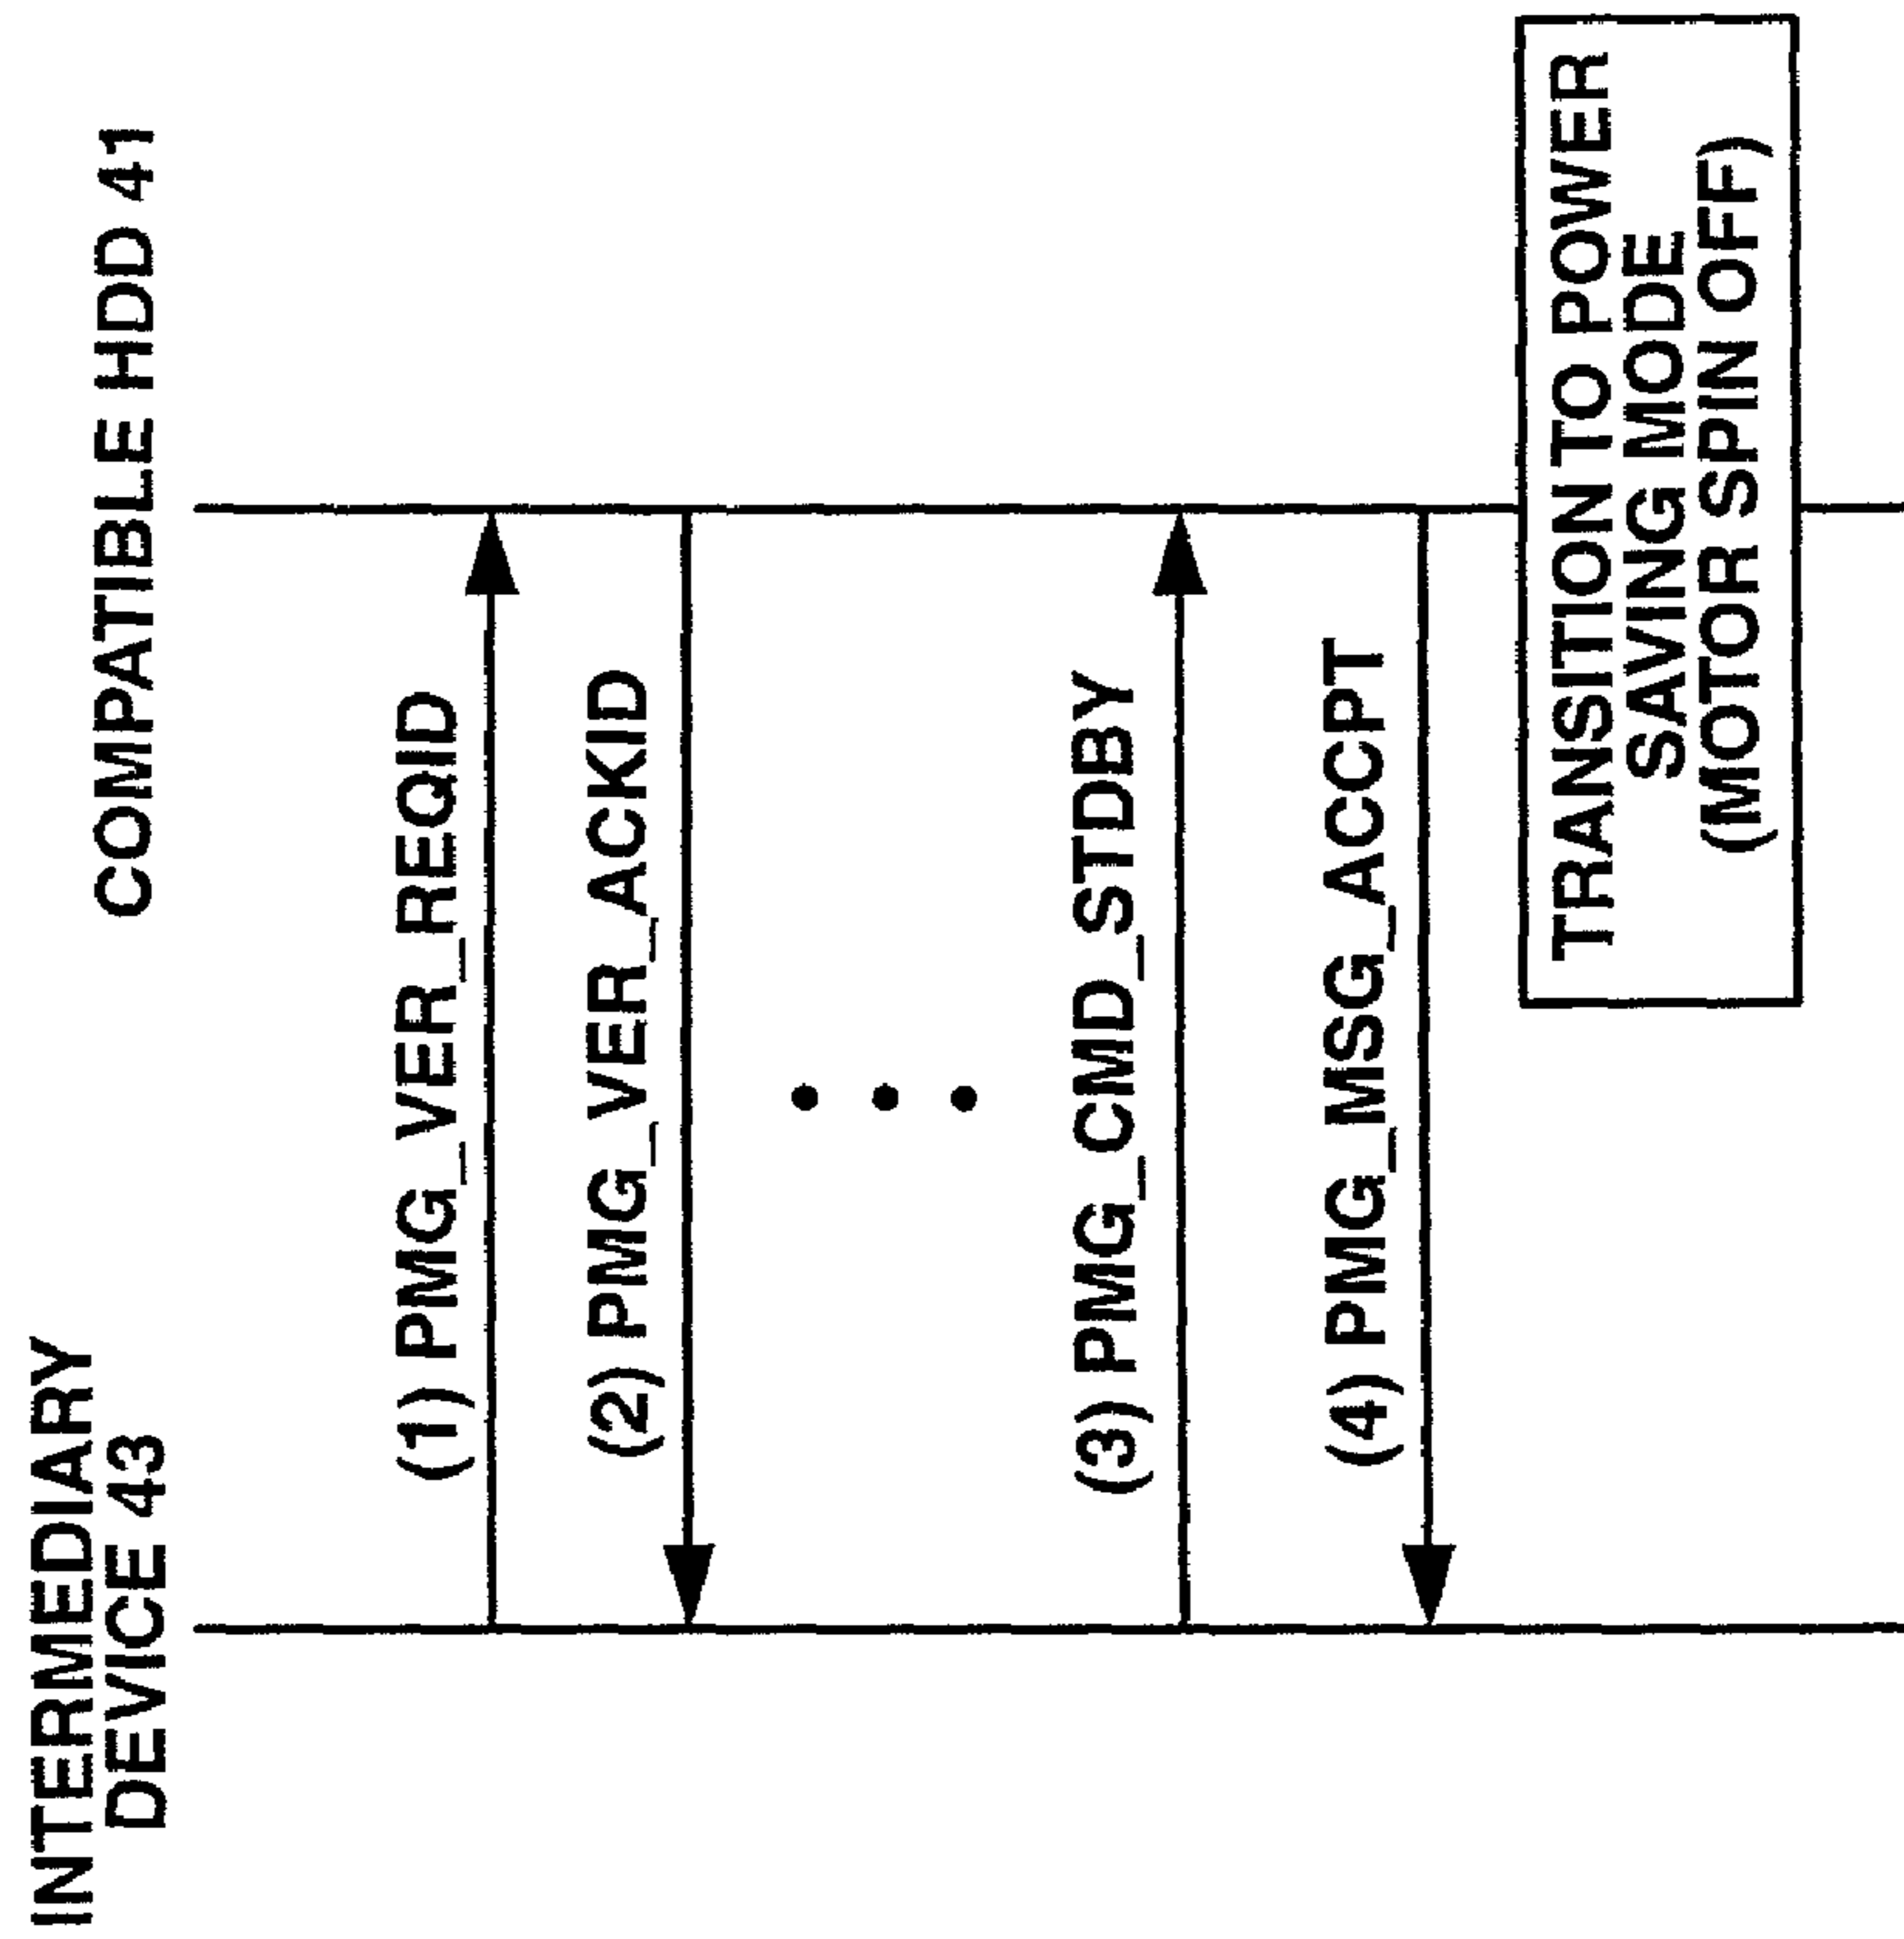 INTERMEDIARY
DEVICE 43
COMPATIBLE HDD 41
(1) PMG_VER_REQID
(2) PMG_VER_ACKID
(3) PMG_CMD_STDBY
(4) PMG_MSG_ACCPT
TRANSITION TO POWER
SAVING MODE
(MOTOR SPIN OFF)